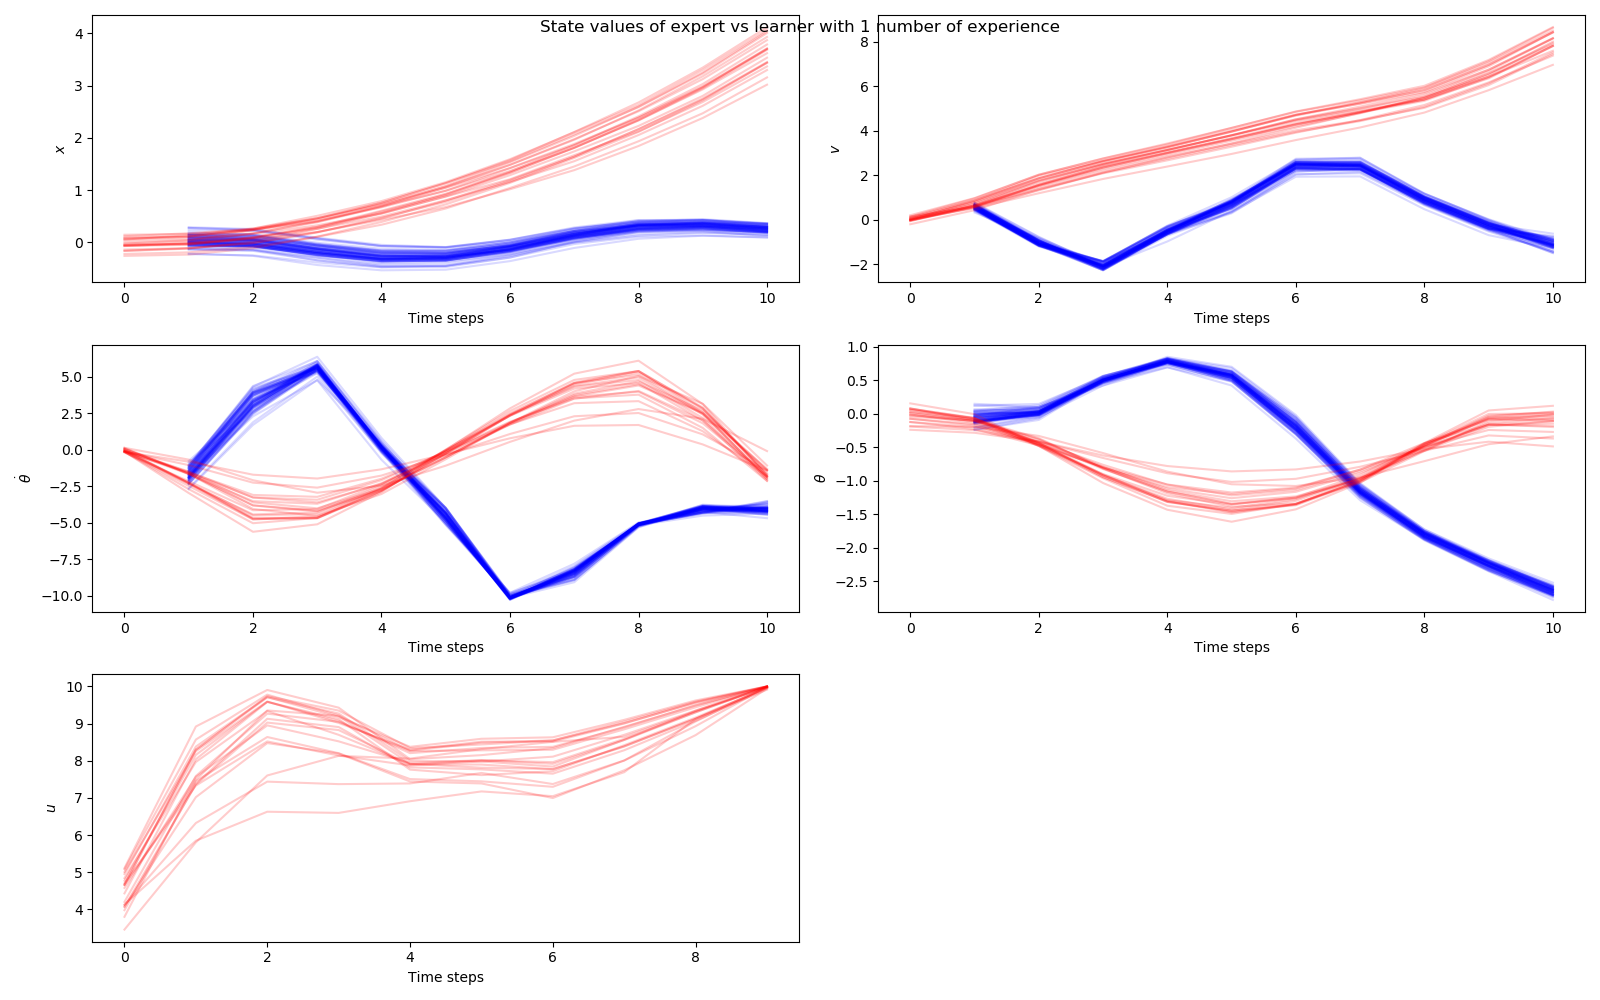 State values of expert vs learner with 1 number of experience
4
3
2
1
0
x
0 2 4 6 8 10
Time steps
8
6
4
2
0
−2
v
0 2 4 6 8 10
Time steps
5.0
2.5
0.0
−2.5
−5.0
−7.5
−10.0
θ̇
0 2 4 6 8 10
Time steps
1.0
0.5
0.0
−0.5
−1.0
−1.5
−2.0
−2.5
θ
0 2 4 6 8 10
Time steps
10
9
8
7
6
5
4
u
0 2 4 6 8
Time steps